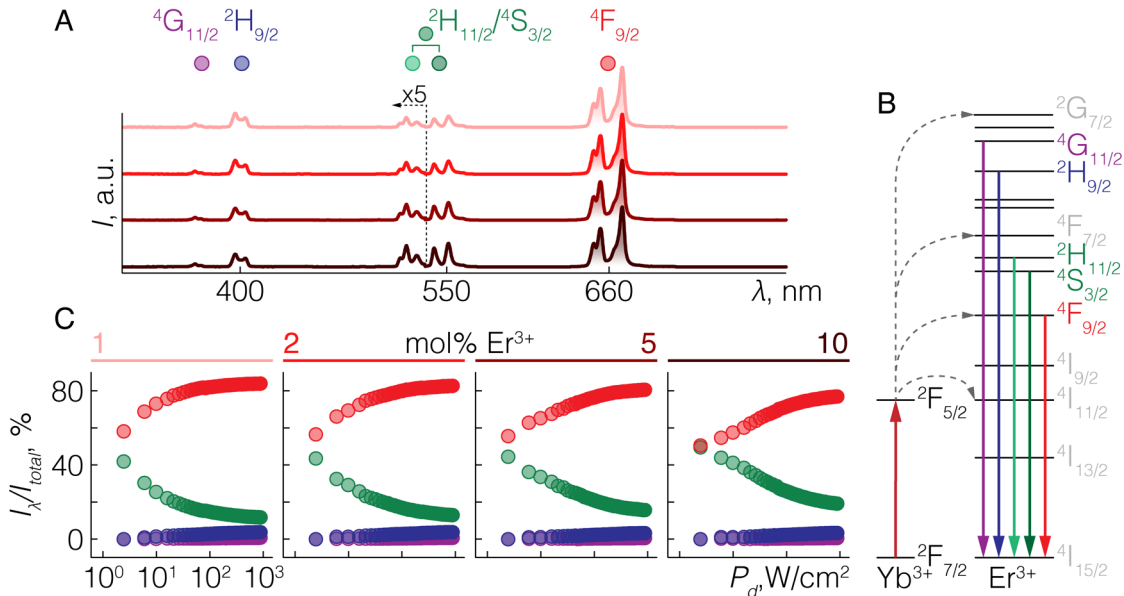 A
⁴G₁₁/₂ ²H₉/₂ ²H₁₁/₂/⁴S₃/₂ ⁴F₉/₂
x5
I, a.u.
400 550 660 λ, nm
B
²G₇/₂
⁴G₁₁/₂
²H₉/₂
⁴F₇/₂
²H₁₁/₂
⁴S₃/₂
⁴F₉/₂
⁴I₉/₂
²F₅/₂ ⁴I₁₁/₂
⁴I₁₃/₂
²F₇/₂ ⁴I₁₅/₂
Yb³⁺ Er³⁺
C
1 2 mol% Er³⁺ 5 10
80
40
0
I_λ/I_total, %
10⁰ 10¹ 10² 10³ P_d, W/cm²